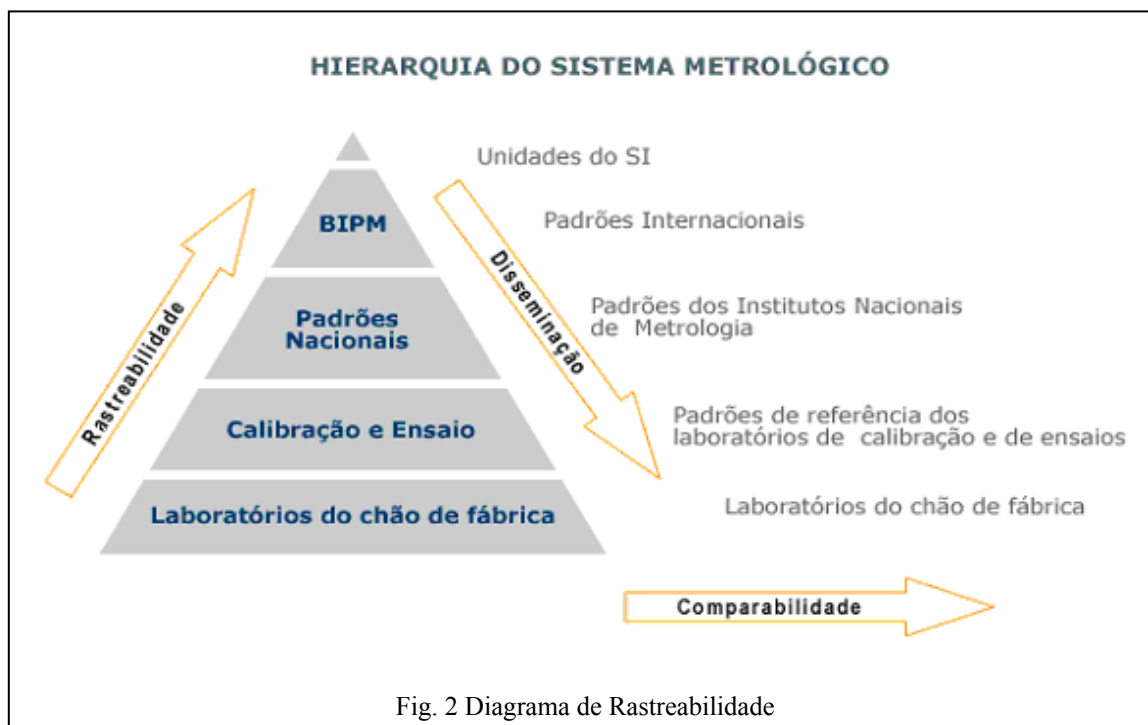 HIERARQUIA DO SISTEMA METROLÓGICO
Unidades do SI
BIPM
Padrões Internacionais
Rastreabilidade
Disseminação
Padrões
Nacionais
Padrões dos Institutos Nacionais
de Metrologia
Calibração e Ensaio
Padrões de referência dos
laboratórios de calibração e de ensaios
Laboratórios do chão de fábrica
Laboratórios do chão de fábrica
Comparabilidade
Fig. 2 Diagrama de Rastreabilidade